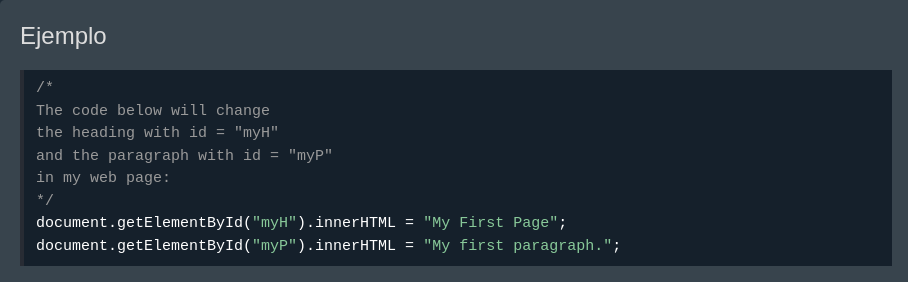 Ejemplo
/*
The code below will change
the heading with id = "myH"
and the paragraph with id = "myP"
in my web page:
*/
document.getElementById("myH").innerHTML = "My First Page";
document.getElementById("myP").innerHTML = "My first paragraph.";